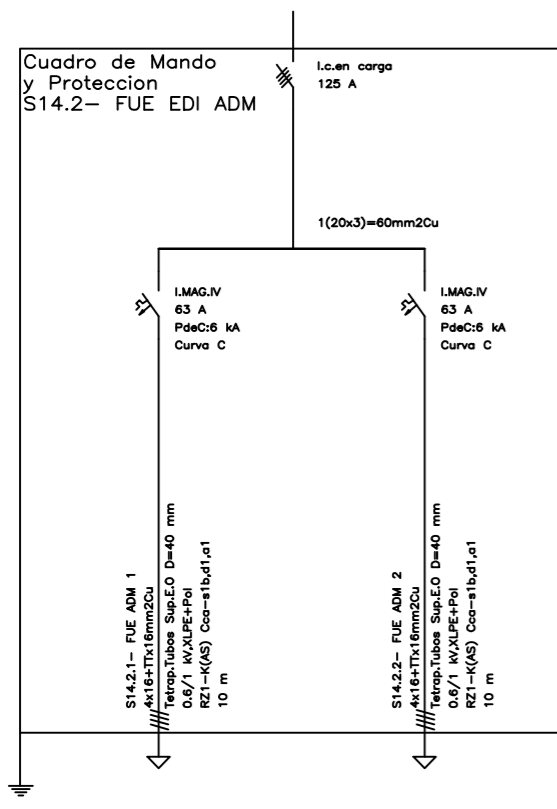 Cuadro de Mando
y Proteccion
S14.2- FUE EDI ADM
I.c.en carga
125 A
1(20x3)=60mm2Cu
I.MAG.IV
63 A
PdeC:6 kA
Curva C
I.MAG.IV
63 A
PdeC:6 kA
Curva C
S14.2.1- FUE ADM 1
4x16+TTx16mm2Cu
Tetrap.Tubos Sup.E.O D=40 mm
0.6/1 kV,XLPE+Pol
RZ1-K(AS) Cca-s1b,d1,a1
10 m
S14.2.2- FUE ADM 2
4x16+TTx16mm2Cu
Tetrap.Tubos Sup.E.O D=40 mm
0.6/1 kV,XLPE+Pol
RZ1-K(AS) Cca-s1b,d1,a1
10 m